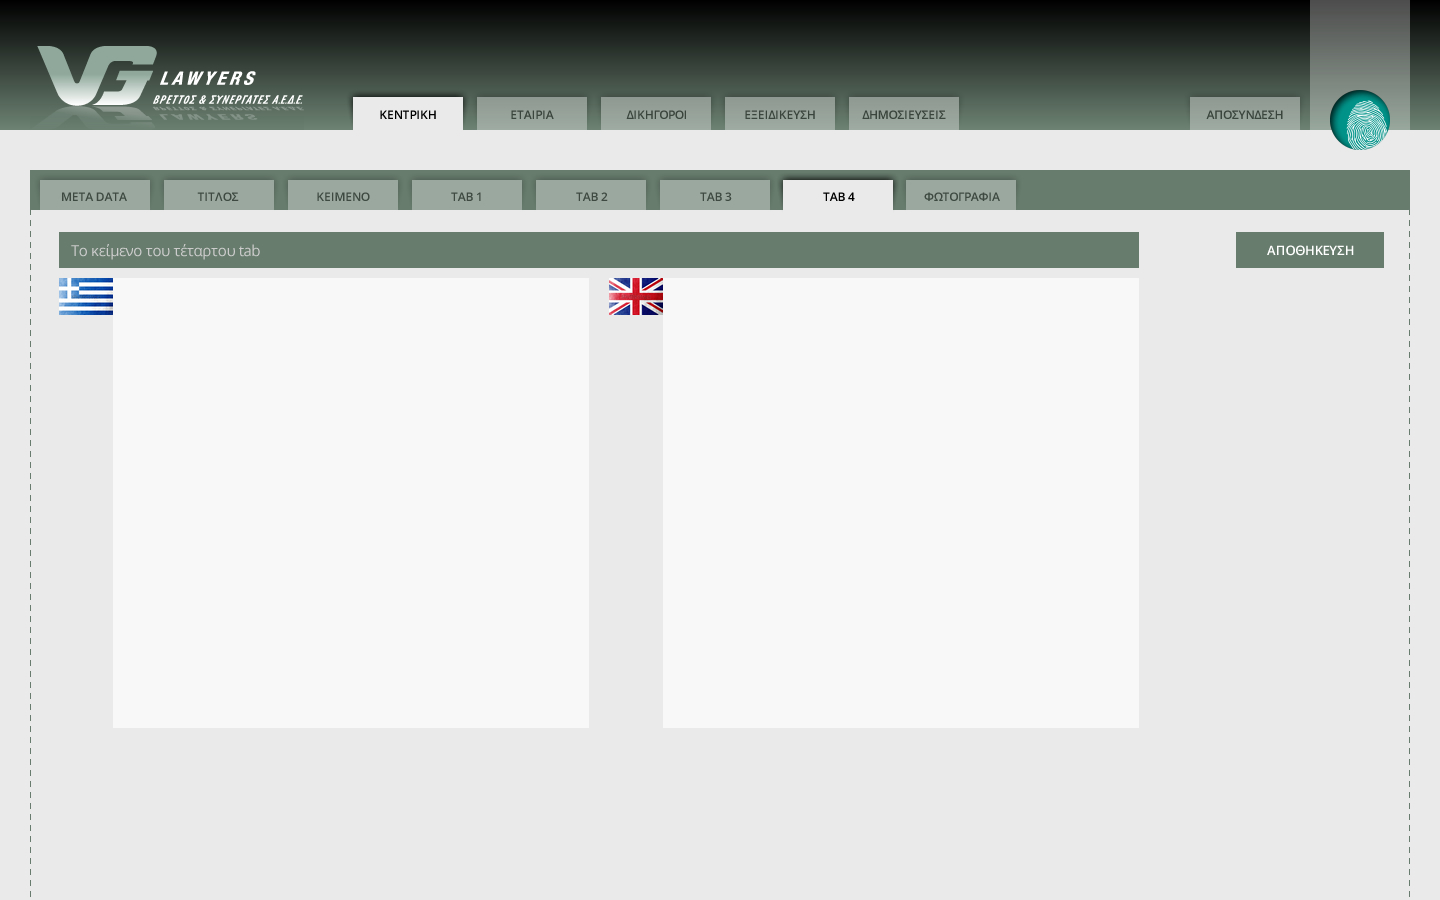 VG LAWYERS
ΒΡΕΤΤΟΣ & ΣΥΝΕΡΓΑΤΕΣ Α.Ε.Δ.Ε.
ΚΕΝΤΡΙΚΗ ΕΤΑΙΡΙΑ ΔΙΚΗΓΟΡΟΙ ΕΞΕΙΔΙΚΕΥΣΗ ΔΗΜΟΣΙΕΥΣΕΙΣ ΑΠΟΣΥΝΔΕΣΗ
META DATA ΤΙΤΛΟΣ ΚΕΙΜΕΝΟ TAB 1 TAB 2 TAB 3 TAB 4 ΦΩΤΟΓΡΑΦΙΑ
Το κείμενο του τέταρτου tab ΑΠΟΘΗΚΕΥΣΗ